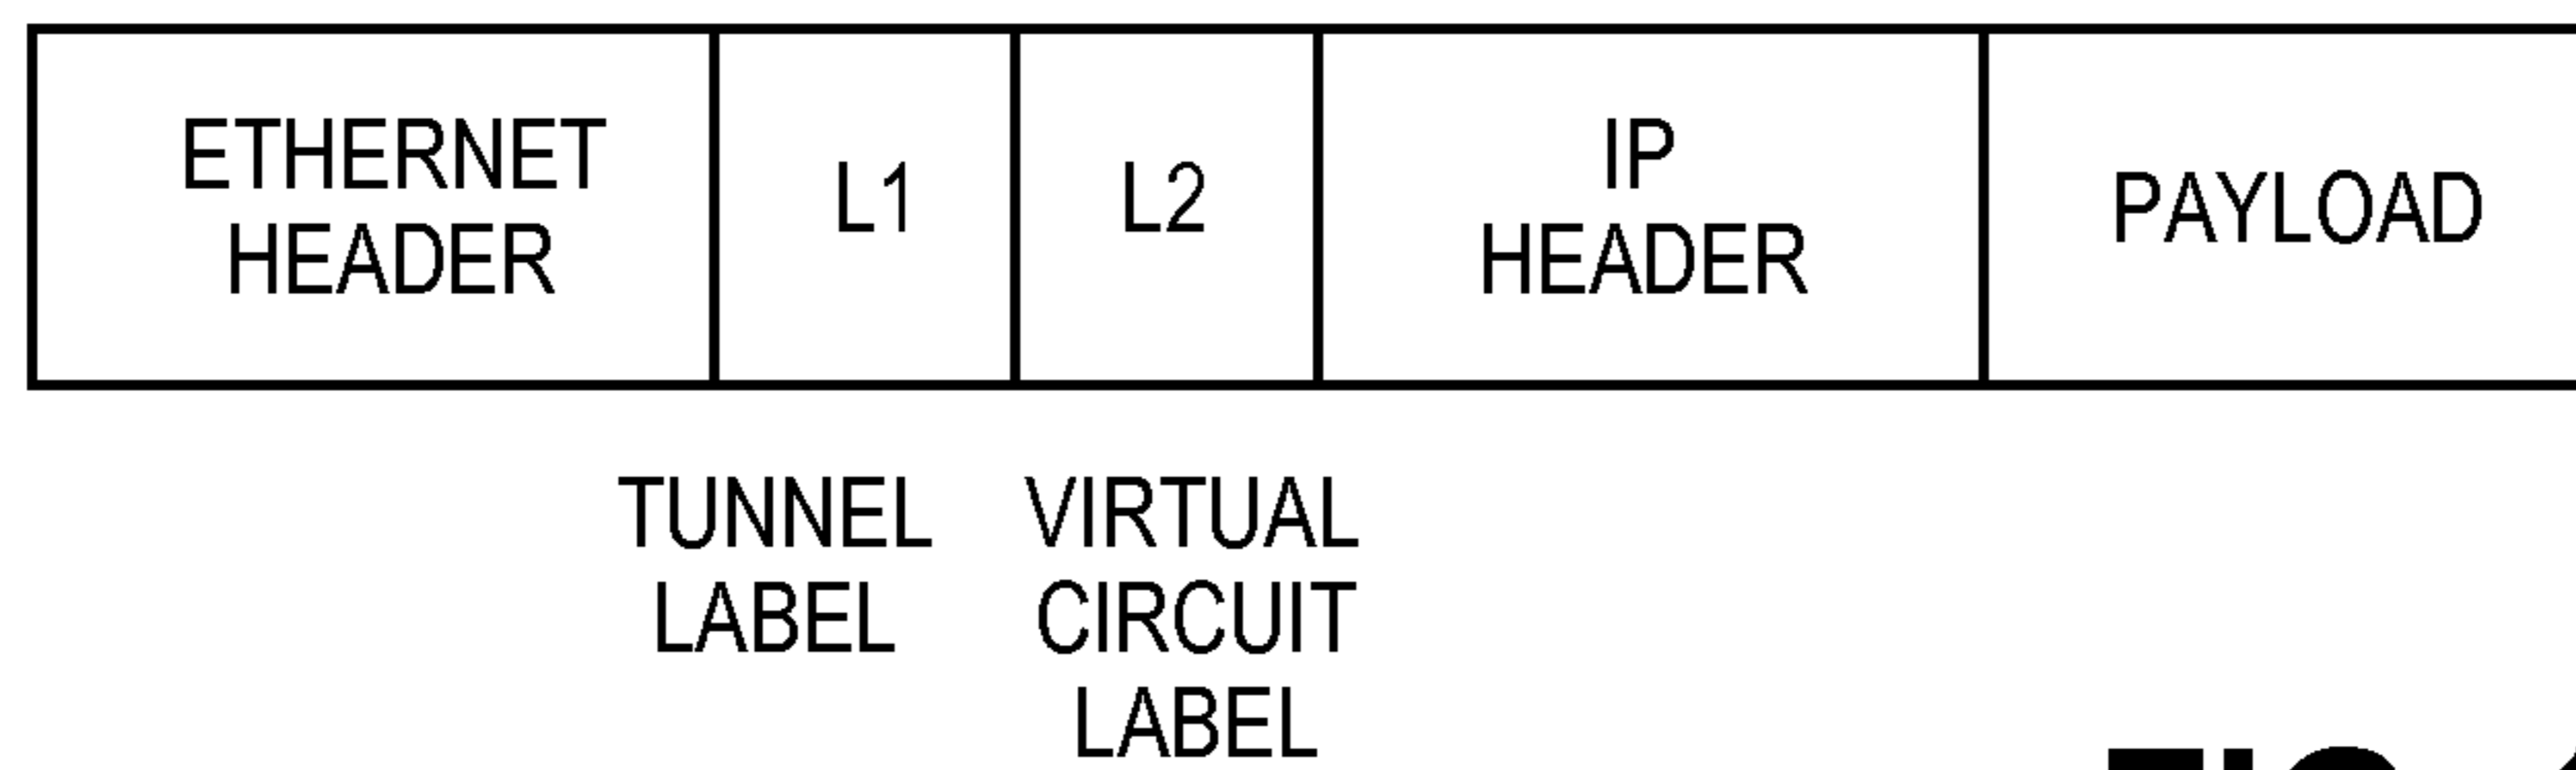 ETHERNET
HEADER
L1
L2
IP
HEADER
PAYLOAD
TUNNEL
LABEL
VIRTUAL
CIRCUIT
LABEL